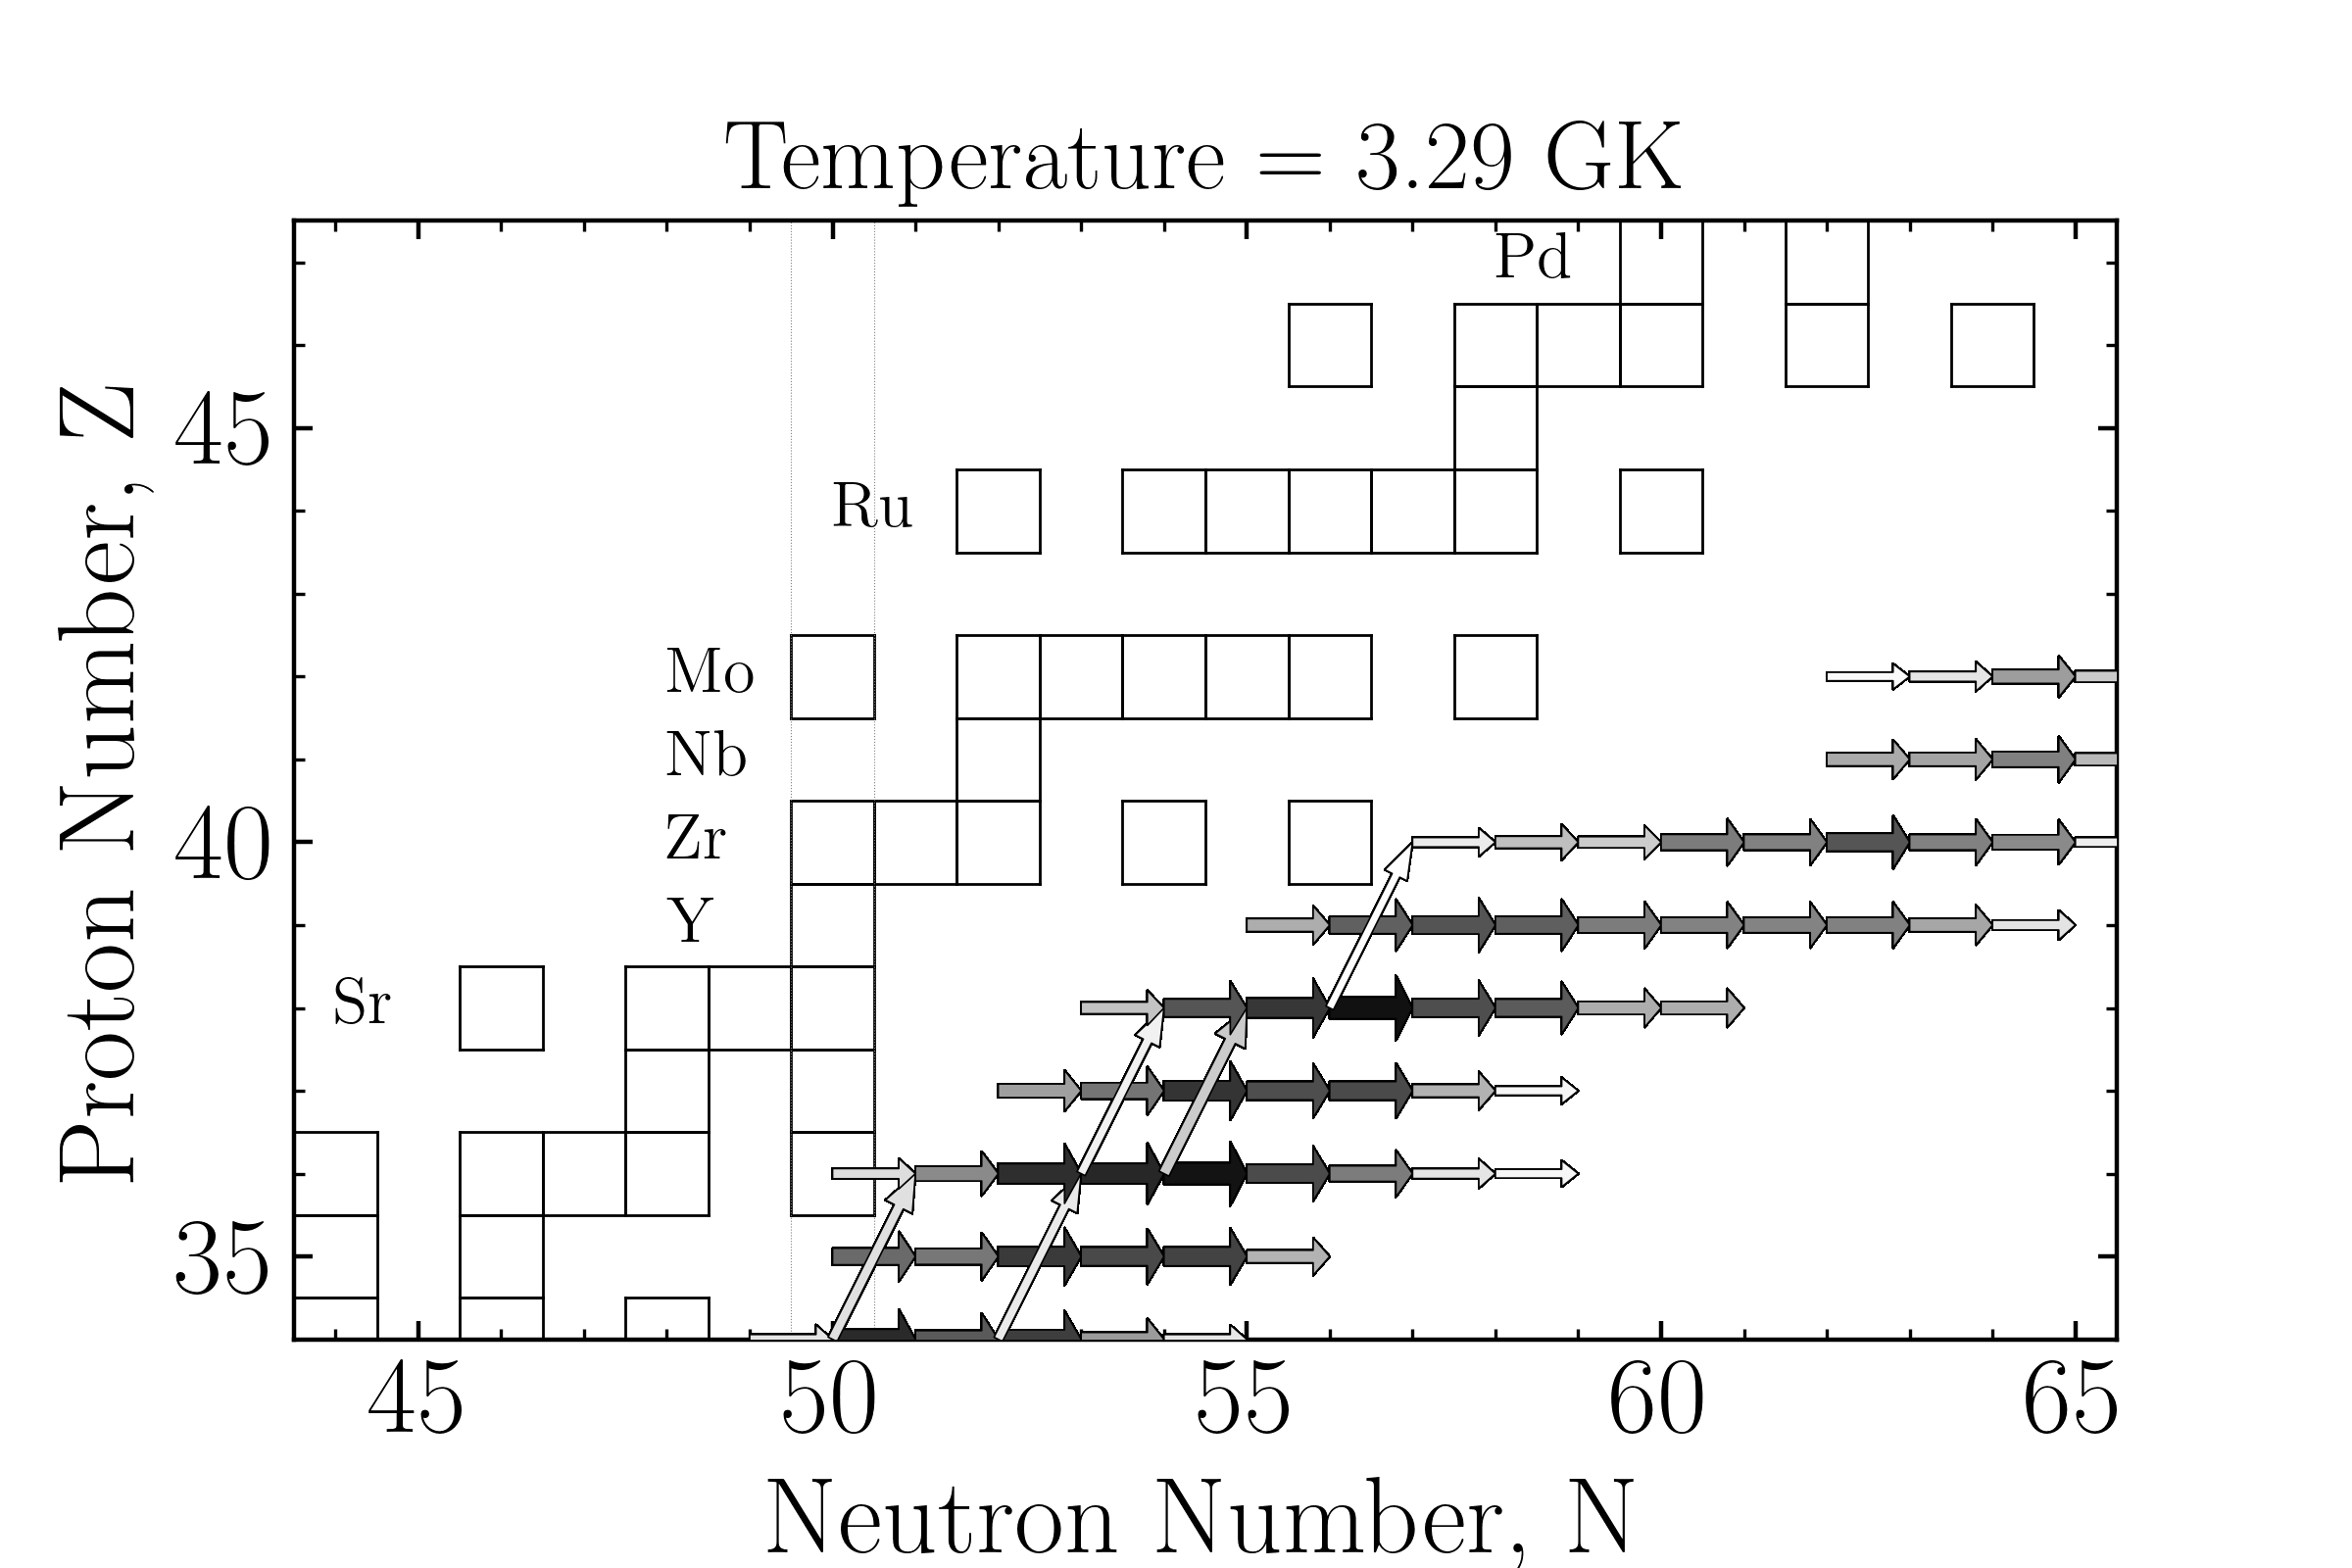 Temperature = 3.29 GK
Pd
45
Ru
Mo
Nb
Zr
40
Y
Sr
35
45 50 55 60 65
Neutron Number, N
Proton Number, Z